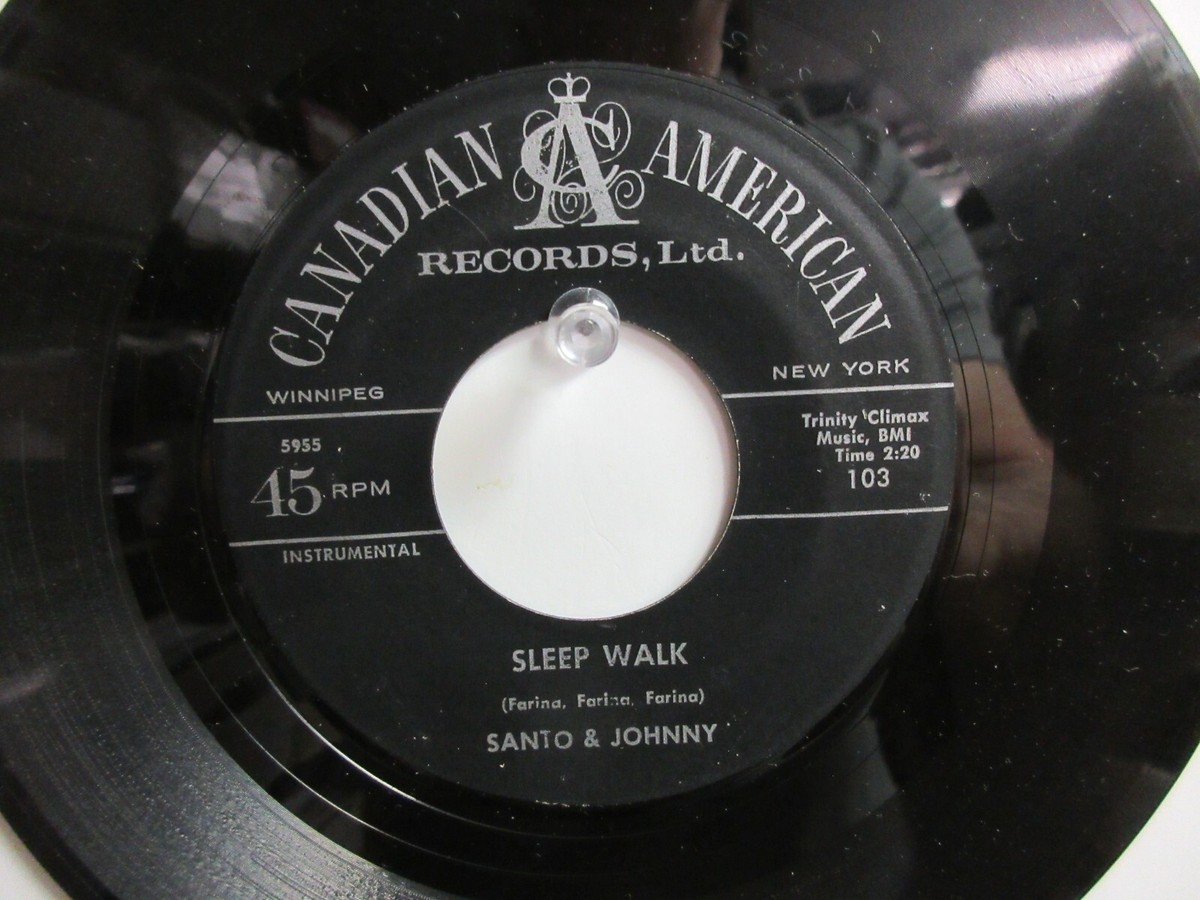 CANADIAN CA AMERICAN
RECORDS, Ltd.
WINNIPEG
NEW YORK
5955
45 RPM
INSTRUMENTAL
Trinity Climax
Music, BMI
Time 2:20
103
SLEEP WALK
(Farina, Farina, Farina)
SANTO & JOHNNY